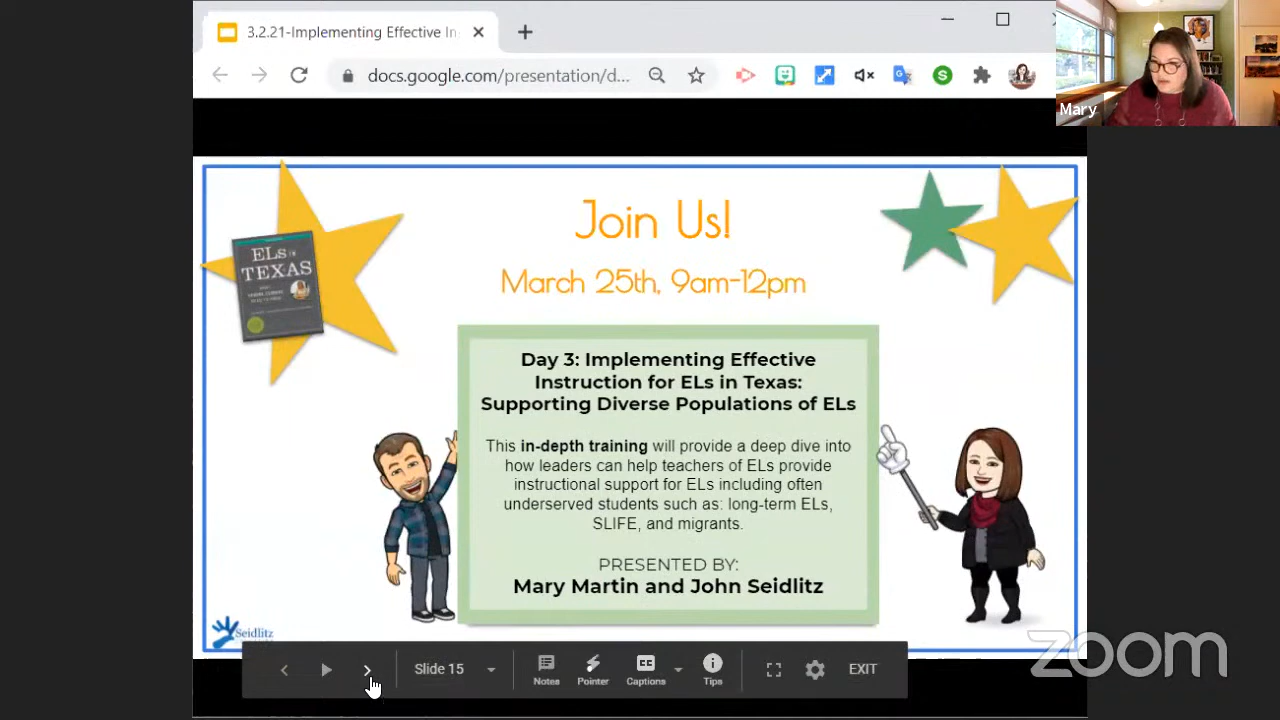 3.2.21-Implementing Effective In
docs.google.com/presentation/d...
Mary
Join Us!
March 25th, 9am-12pm
ELs IN
TEXAS
Day 3: Implementing Effective
Instruction for ELs in Texas:
Supporting Diverse Populations of ELs
This in-depth training will provide a deep dive into
how leaders can help teachers of ELs provide
instructional support for ELs including often
underserved students such as: long-term ELs,
SLIFE, and migrants.
PRESENTED BY:
Mary Martin and John Seidlitz
Seidlitz
Slide 15
Notes
Pointer
CC
Captions
Tips
EXIT
zoom